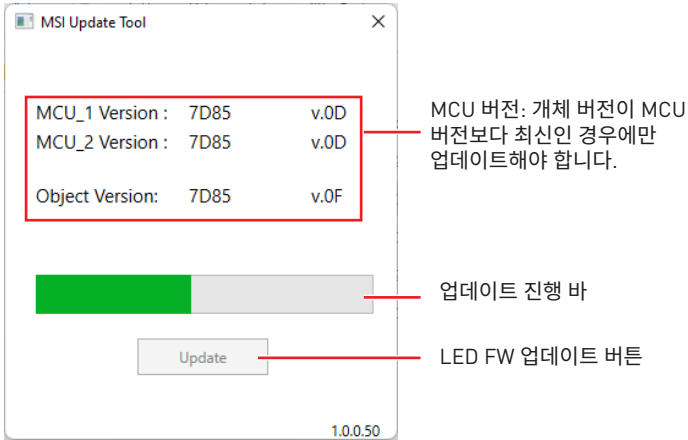 MSI Update Tool
MCU_1 Version : 7D85 v.0D
MCU_2 Version : 7D85 v.0D
Object Version: 7D85 v.0F
MCU 버전: 개체 버전이 MCU
버전보다 최신인 경우에만
업데이트해야 합니다.
업데이트 진행 바
Update
LED FW 업데이트 버튼
1.0.0.50